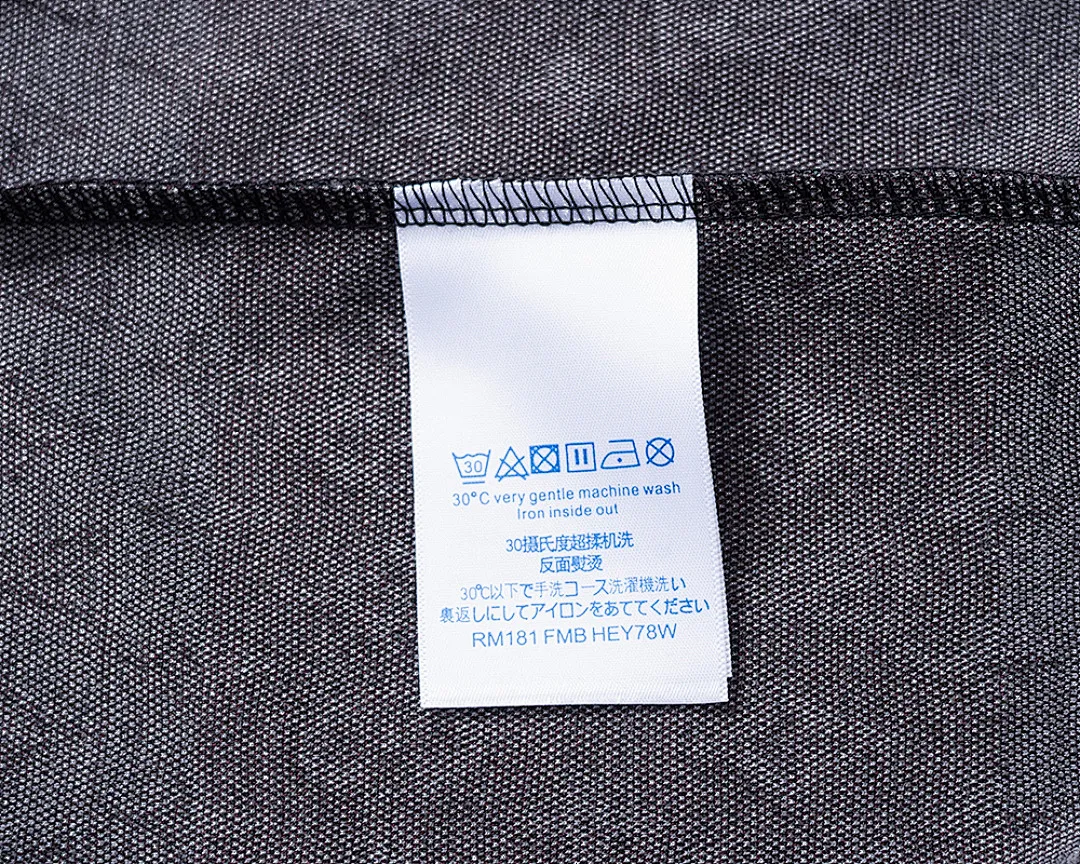 30
30°C very gentle machine wash
Iron inside out
30摄氏度超揉机洗
反面熨烫
30℃以下で手洗コース洗濯機洗い
裏返しにしてアイロンをあててください
RM181 FMB HEY78W